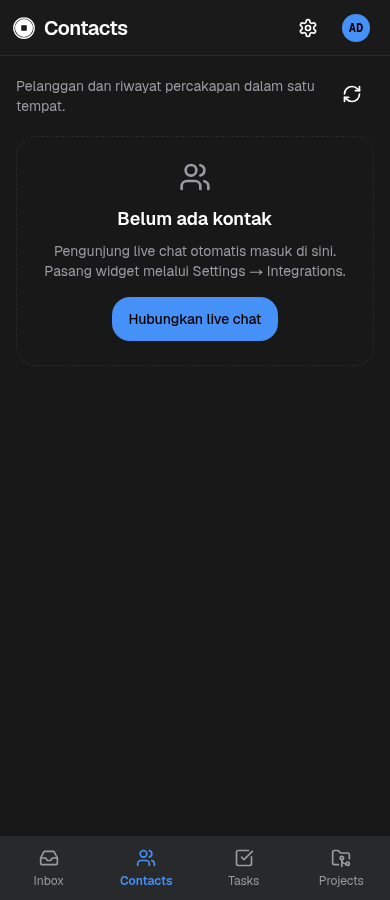 Contacts
AD
Pelanggan dan riwayat percakapan dalam satu
tempat.
Belum ada kontak
Pengunjung live chat otomatis masuk di sini.
Pasang widget melalui Settings → Integrations.
Hubungkan live chat
Inbox
Contacts
Tasks
Projects